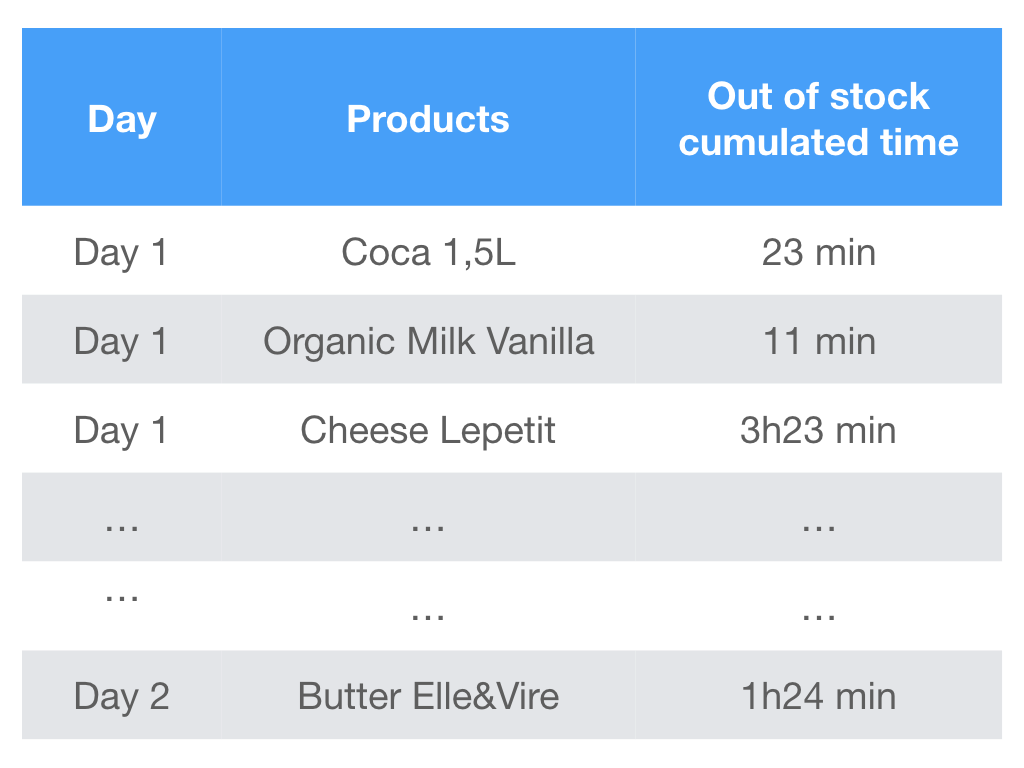 Day Products Out of stock
cumulated time
Day 1 Coca 1,5L 23 min
Day 1 Organic Milk Vanilla 11 min
Day 1 Cheese Lepetit 3h23 min
… … …
… … …
Day 2 Butter Elle&Vire 1h24 min